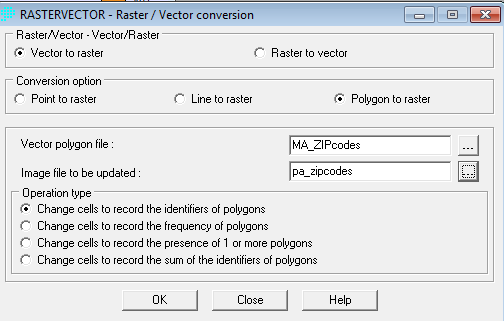 RASTERVECTOR - Raster / Vector conversion
Raster/Vector - Vector/Raster
Vector to raster
Raster to vector
Conversion option
Point to raster
Line to raster
Polygon to raster
Vector polygon file :
MA_ZIPcodes
...
Image file to be updated :
pa_zipcodes
...
Operation type
Change cells to record the identifiers of polygons
Change cells to record the frequency of polygons
Change cells to record the presence of 1 or more polygons
Change cells to record the sum of the identifiers of polygons
OK
Close
Help